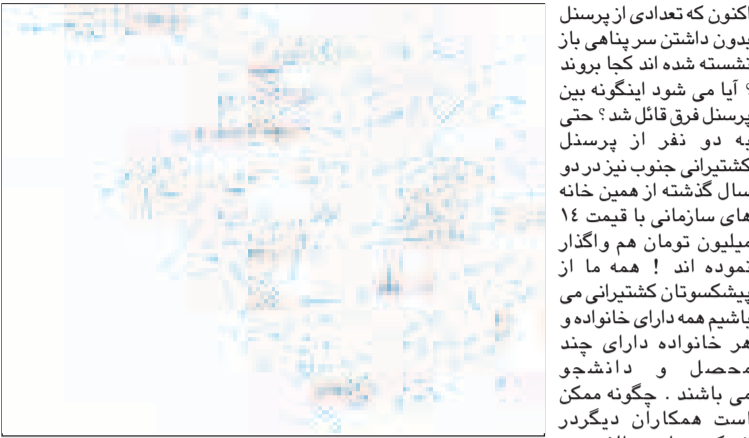 اکنون که تعدادی از پرسنل
بدون داشتن سر پناهی باز
نشسته شده اند کجا بروند
؟ آیا می شود اینگونه بین
پرسنل فرق قائل شد ؟ حتی
به دو نفر از پرسنل
کشتیرانی جنوب نیز در دو
سال گذشته از همین خانه
های سازمانی با قیمت ١٤
میلیون تومان هم واگذار
نموده اند ! همه ما از
پیشکسوتان کشتیرانی می
باشیم همه دارای خانواده و
هر خانواده دارای چند
محصل و دانشجو
می باشند . چگونه ممکن
است همکاران دیگردر